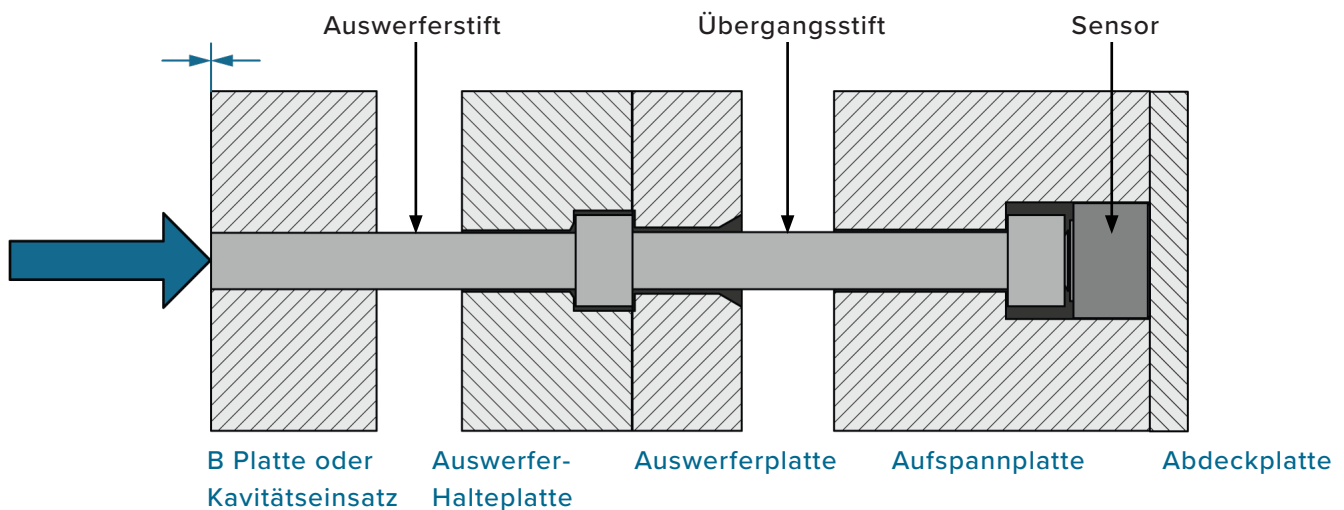 Auswerferstift
Übergangsstift
Sensor
B Platte oder
Kavitätseinsatz
Auswerfer-
Halteplatte
Auswerferplatte
Aufspannplatte
Abdeckplatte